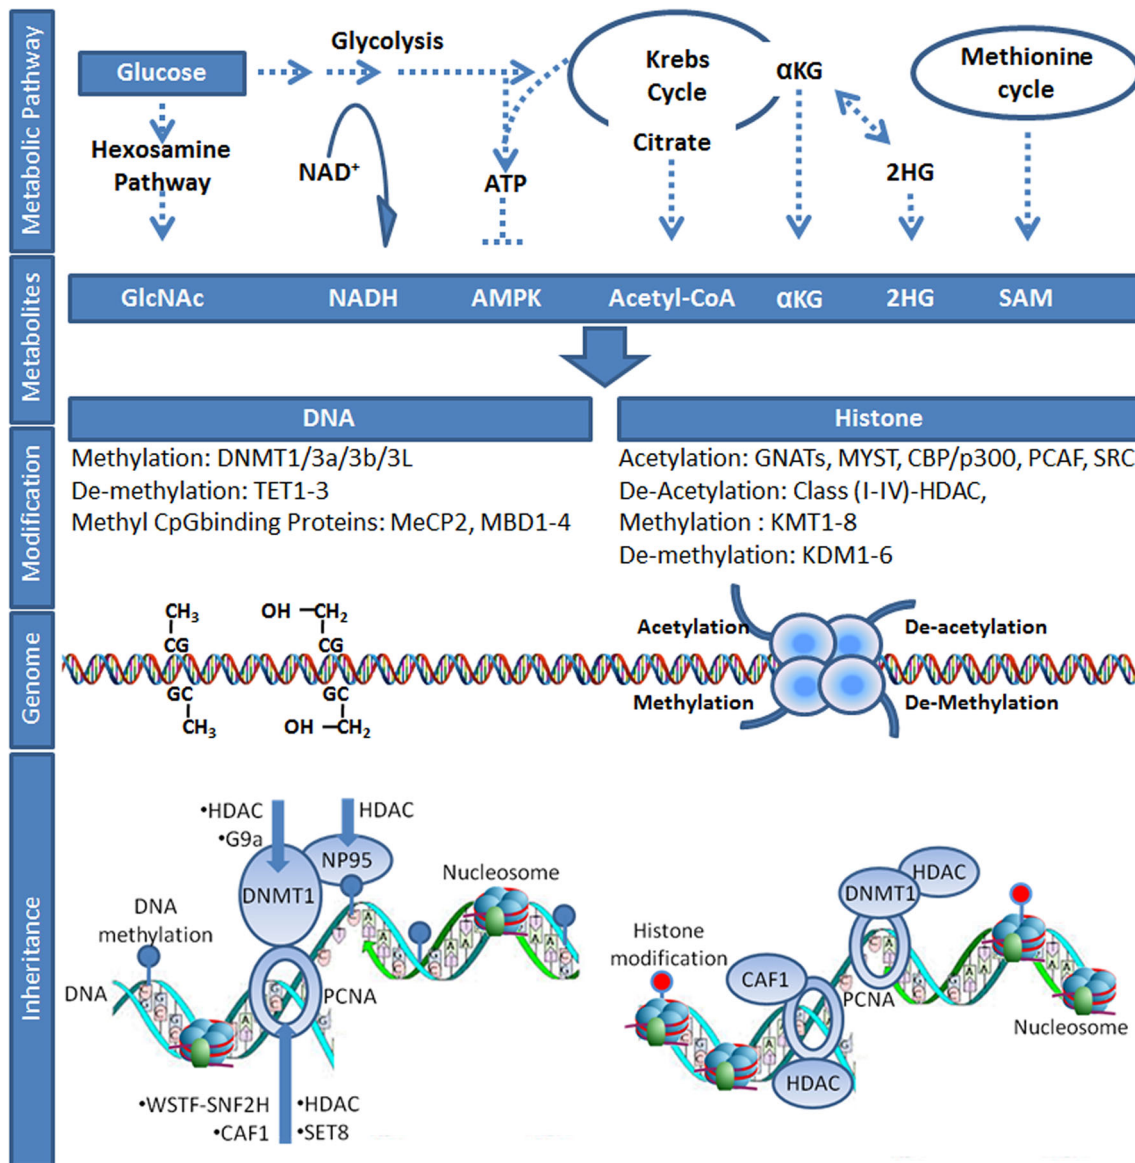 Metabolic Pathway
Glucose
Glycolysis
Krebs
Cycle
αKG
Methionine
cycle
Hexosamine
Pathway
NAD+
ATP
Citrate
2HG
Metabolites
GlcNAc NADH AMPK Acetyl-CoA αKG 2HG SAM
Modification
DNA
Methylation: DNMT1/3a/3b/3L
De-methylation: TET1-3
Methyl CpGbinding Proteins: MeCP2, MBD1-4
Histone
Acetylation: GNATs, MYST, CBP/p300, PCAF, SRC
De-Acetylation: Class (I-IV)-HDAC,
Methylation : KMT1-8
De-methylation: KDM1-6
Genome
CH3
CG
GC
CH3
OH CH2
CG
GC
OH CH2
Acetylation
De-acetylation
Methylation
De-Methylation
Inheritance
•HDAC
•G9a
HDAC
NP95
DNMT1
Nucleosome
DNA
methylation
DNA
PCNA
•WSTF-SNF2H
•CAF1
•HDAC
•SET8
HDAC
DNMT1
Histone
modification
CAF1
PCNA
Nucleosome
HDAC